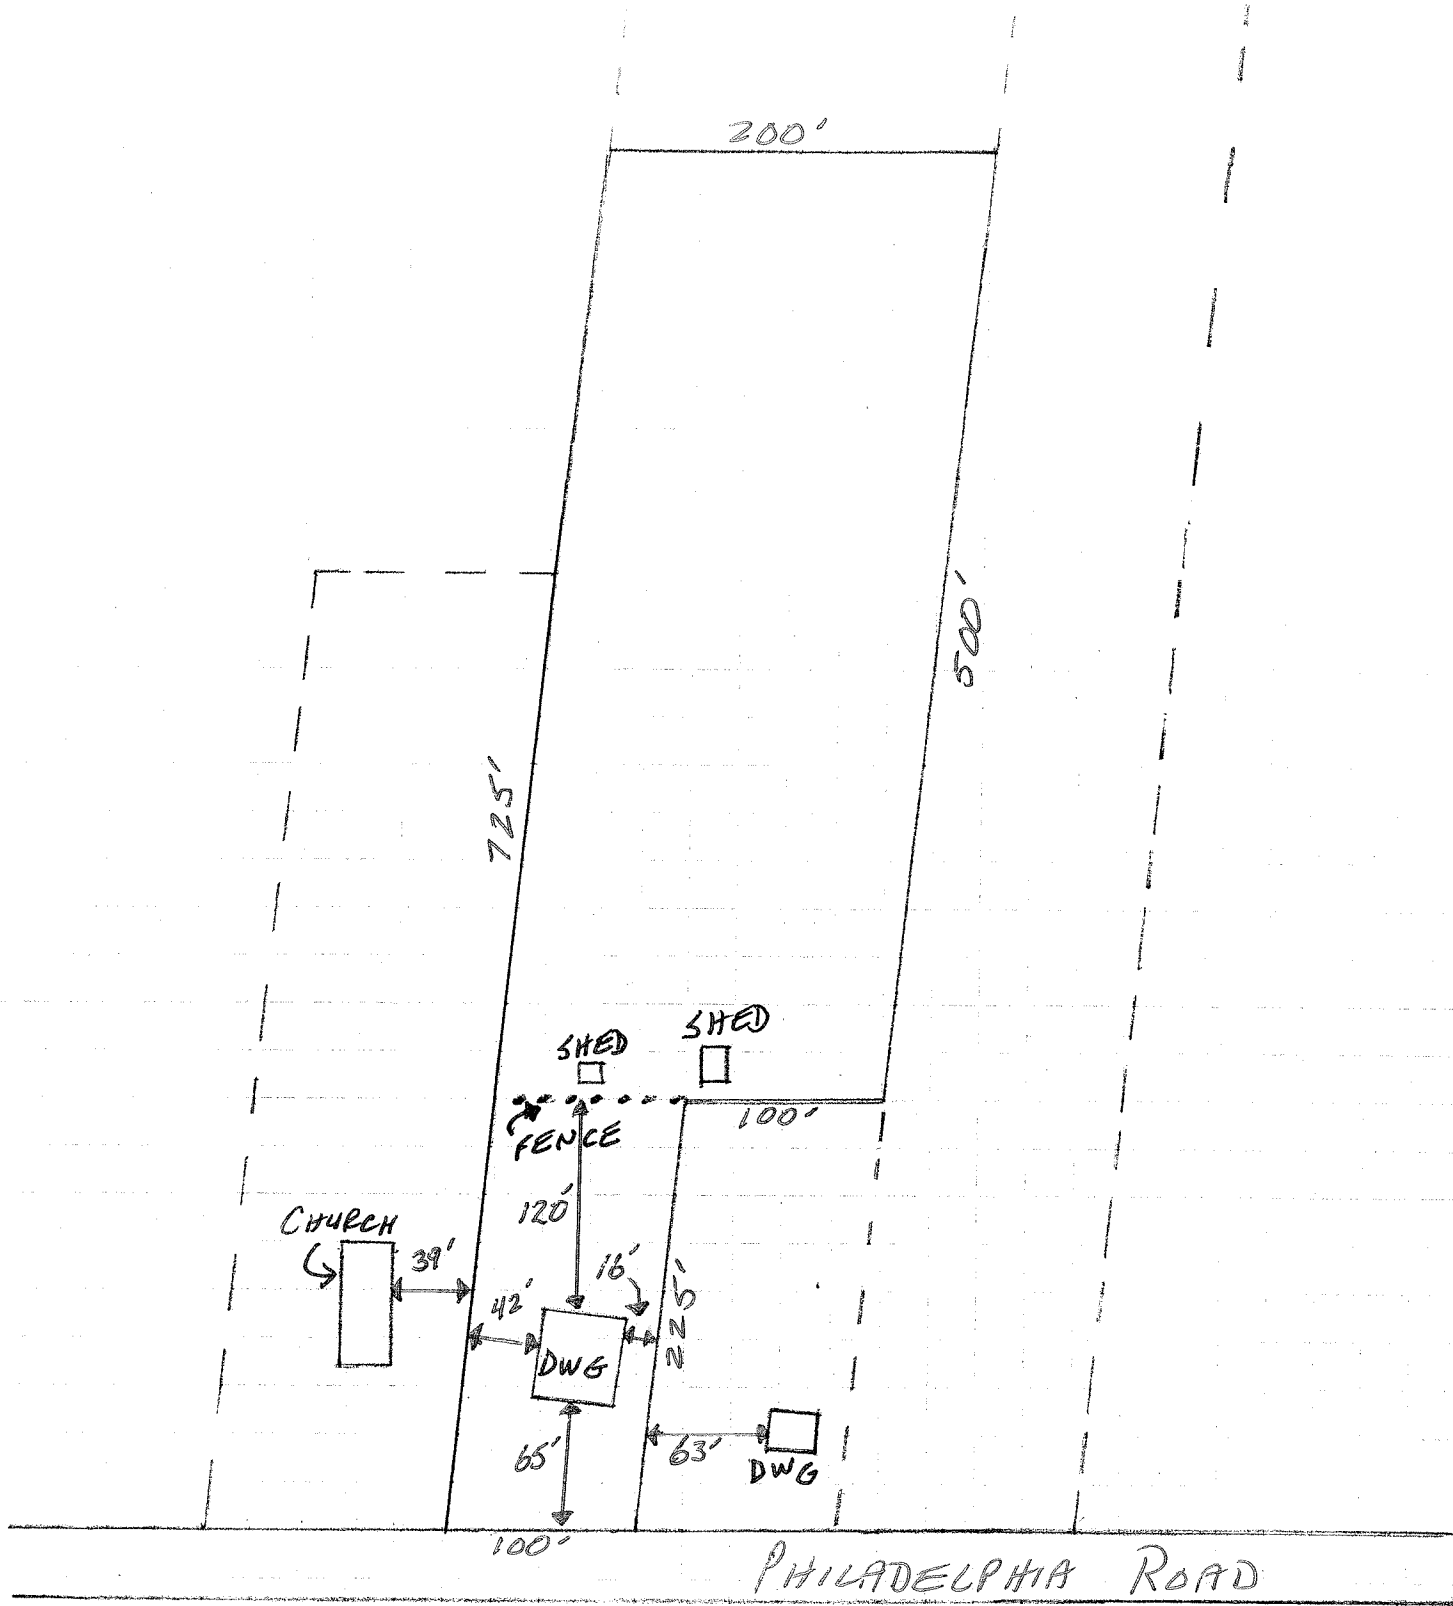 200'
500'
725'
SHED
SHED
100'
FENCE
120'
CHURCH
39'
16'
42'
225'
DWG
65'
63'
DWG
100'
PHILADELPHIA ROAD